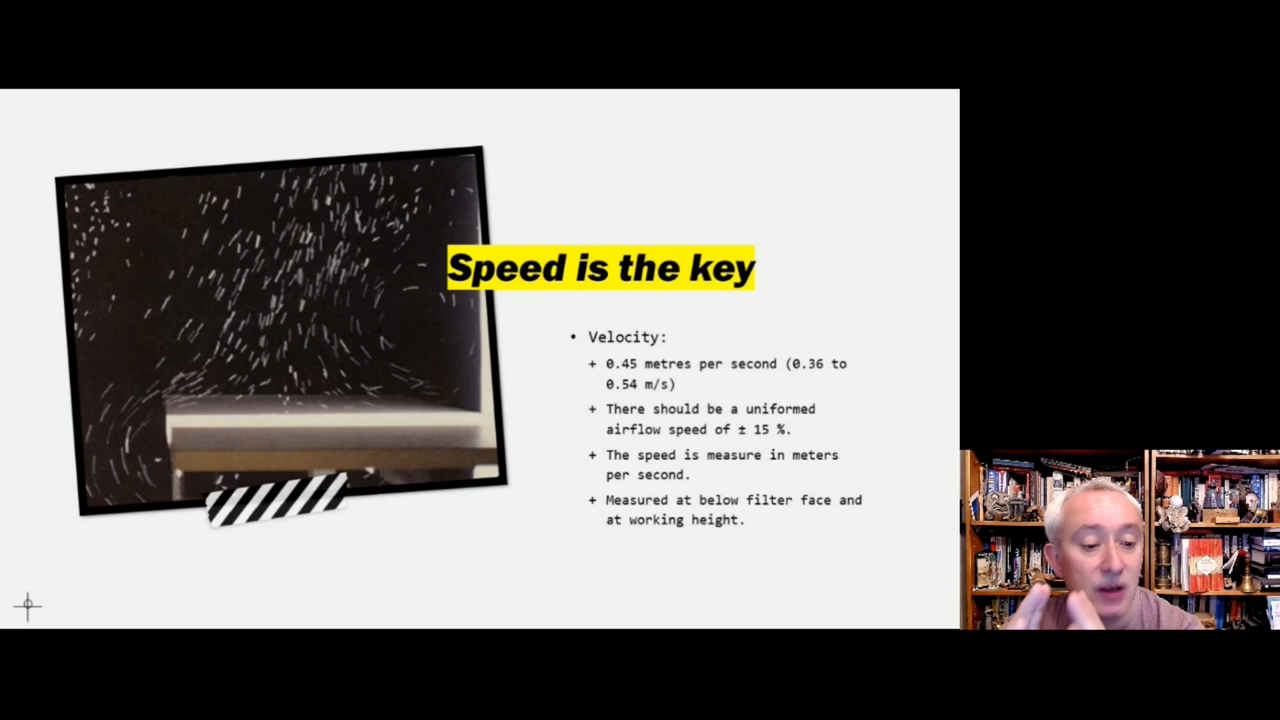 Speed is the key
• Velocity:
+ 0.45 metres per second (0.36 to
0.54 m/s)
+ There should be a uniformed
airflow speed of ± 15 %.
+ The speed is measure in meters
per second.
+ Measured at below filter face and
at working height.